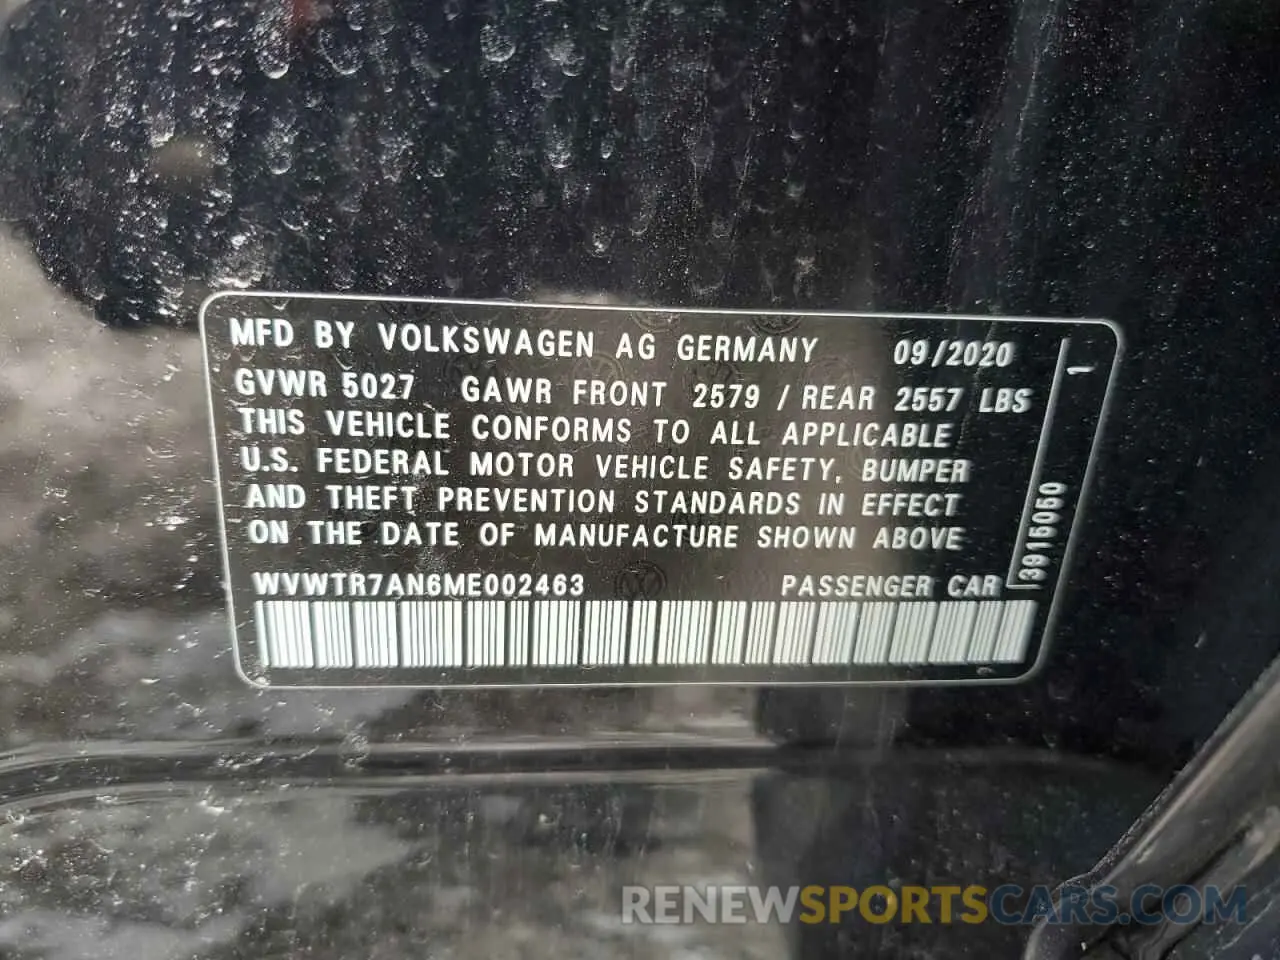 MFD BY VOLKSWAGEN AG GERMANY 09/2020
GVWR 5027 GAWR FRONT 2579 / REAR 2557 LBS
THIS VEHICLE CONFORMS TO ALL APPLICABLE
U.S. FEDERAL MOTOR VEHICLE SAFETY, BUMPER
AND THEFT PREVENTION STANDARDS IN EFFECT
ON THE DATE OF MANUFACTURE SHOWN ABOVE
WVWTR7AN6ME002463 PASSENGER CAR
3915050 1
RENEWSPORTSCARS.COM